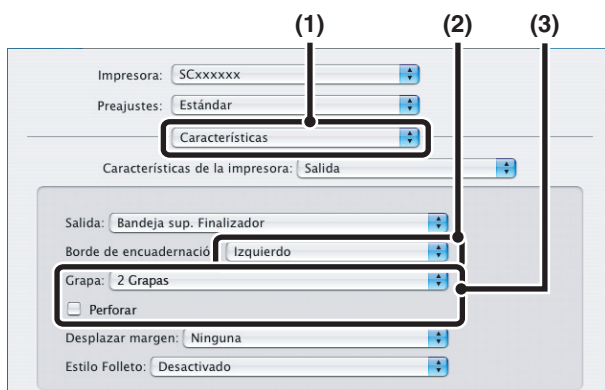 (1) (2) (3)
Impresora: SCxxxxxx
Preajustes: Estándar
Características
Características de la impresora: Salida
Salida: Bandeja sup. Finalizador
Borde de encuadernació Izquierdo
Grapa: 2 Grapas
Perforar
Desplazar margen: Ninguna
Estilo Folleto: Desactivado